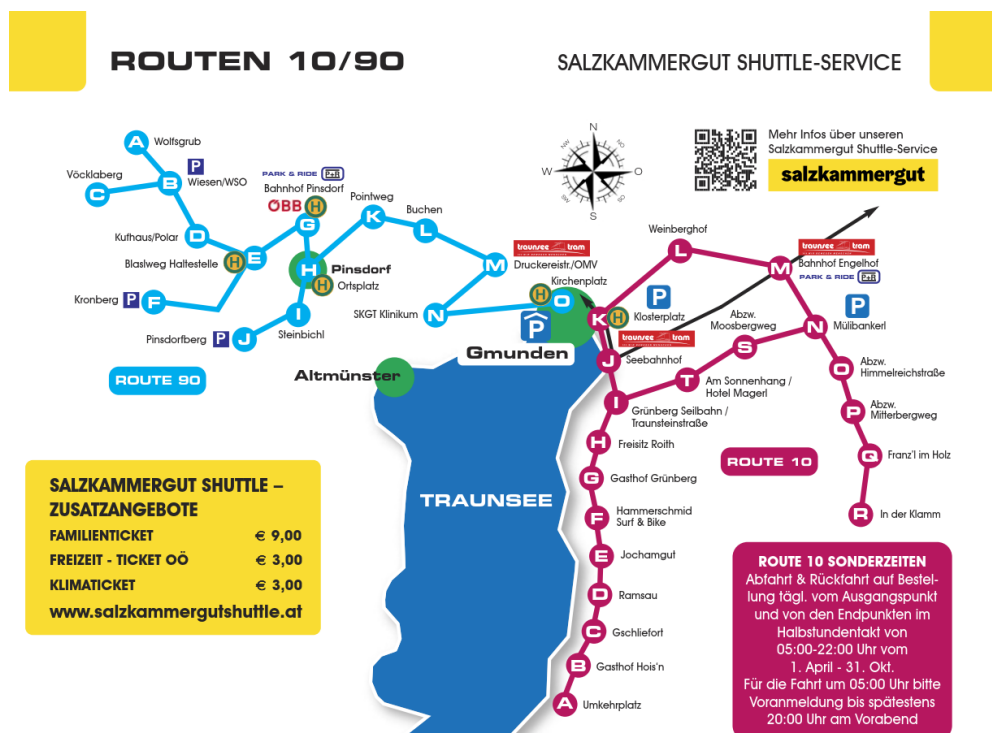 ROUTEN 10/90
SALZKAMMERGUT SHUTTLE-SERVICE
N
NO
O
SO
S
SW
W
NW
Mehr Infos über unseren
Salzkammergut Shuttle-Service
salzkammergut
A
Wolfsgrub
Vöcklaberg
C
B
P
Wiesen/WSO
D
Kufhaus/Polar
Blaslweg Haltestelle
H
E
Kronberg
P
F
Pinsdorfberg
P
J
I
Steinbichl
PARK & RIDE P+R
Bahnhof Pinsdorf
ÖBB H
G
H
Pinsdorf
H
Ortsplatz
Pointweg
K
Buchen
L
M
traunsee tram
Druckereistr./OMV
Kirchenplatz
SKGT Klinikum
N
H
O
P
Gmunden
Altmünster
ROUTE 90
Weinberghof
L
traunsee tram
M
Bahnhof Engelhof
PARK & RIDE P+R
P
Klosterplatz
K
H
traunsee tram
J
Seebahnhof
Abzw.
Moosbergweg
S
N
P
Mülibankerl
T
Am Sonnenhang /
Hotel Magerl
O
Abzw.
Himmelreichstraße
P
Abzw.
Mitterbergweg
Q
Franz'l im Holz
R
In der Klamm
I
Grünberg Seilbahn /
Traunsteinstraße
H
Freisitz Roith
G
Gasthof Grünberg
F
Hammerschmid
Surf & Bike
E
Jochamgut
D
Ramsau
C
Gschliefort
B
Gasthof Hois'n
A
Umkehrplatz
ROUTE 10
TRAUNSEE
SALZKAMMERGUT SHUTTLE –
ZUSATZANGEBOTE
FAMILIENTICKET € 9,00
FREIZEIT - TICKET OÖ € 3,00
KLIMATICKET € 3,00
www.salzkammergutshuttle.at
ROUTE 10 SONDERZEITEN
Abfahrt & Rückfahrt auf Bestel-
lung tägl. vom Ausgangspunkt
und von den Endpunkten im
Halbstundentakt von
05:00-22:00 Uhr vom
1. April - 31. Okt.
Für die Fahrt um 05:00 Uhr bitte
Voranmeldung bis spätestens
20:00 Uhr am Vorabend